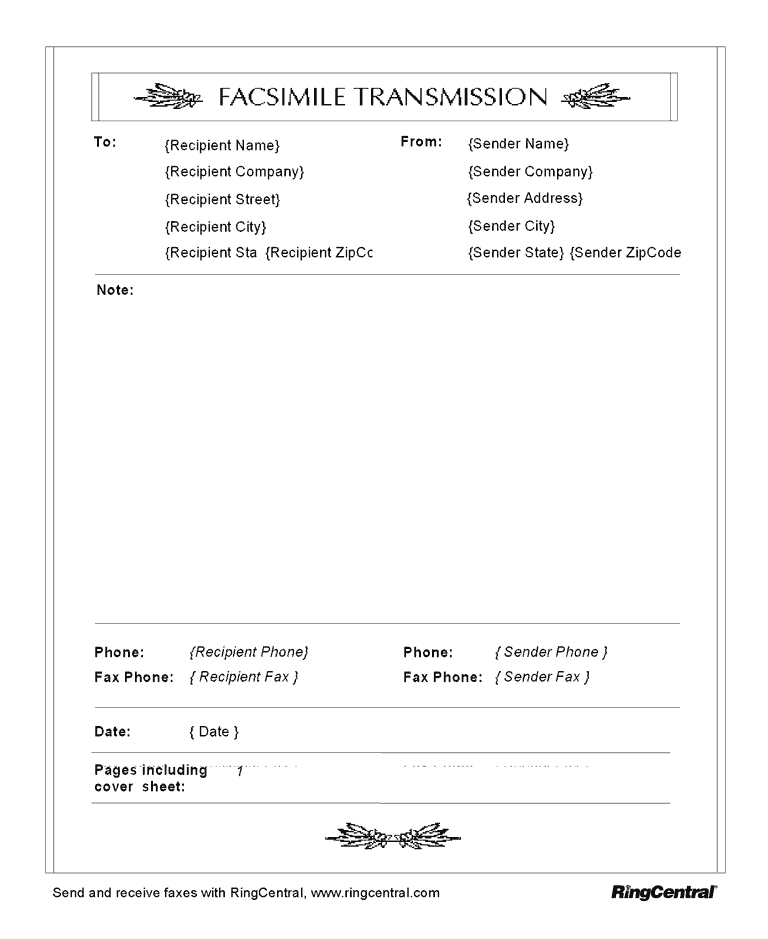 FACSIMILE TRANSMISSION
To: {Recipient Name} From: {Sender Name}
{Recipient Company} {Sender Company}
{Recipient Street} {Sender Address}
{Recipient City} {Sender City}
{Recipient Sta {Recipient ZipCc {Sender State} {Sender ZipCode
Note:
Phone: {Recipient Phone} Phone: { Sender Phone }
Fax Phone: { Recipient Fax } Fax Phone: { Sender Fax }
Date: { Date }
Pages including 1
cover sheet:
Send and receive faxes with RingCentral, www.ringcentral.com RingCentral